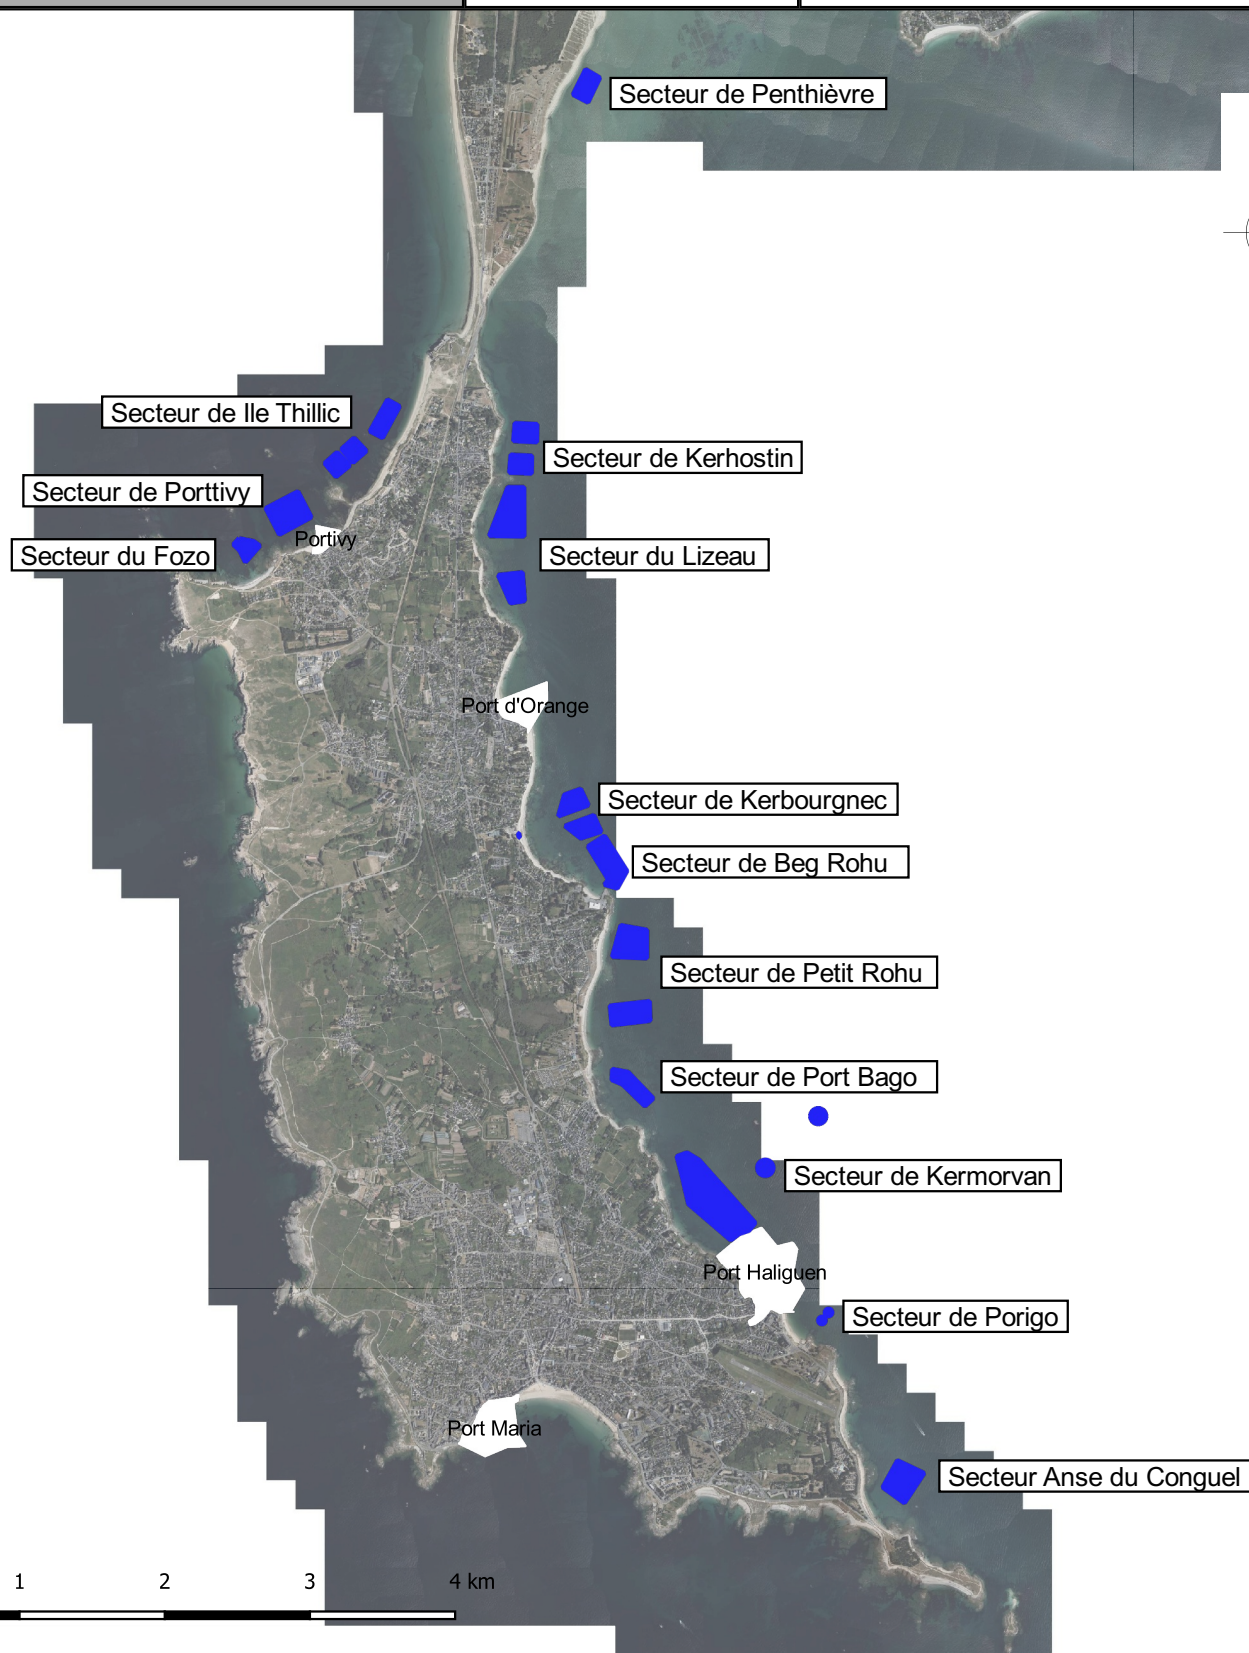 Secteur de Penthièvre
Secteur de Ile Thillic
Secteur de Kerhostin
Secteur de Porttivy
Portivy
Secteur du Fozo
Secteur du Lizeau
Port d'Orange
Secteur de Kerbourgnec
Secteur de Beg Rohu
Secteur de Petit Rohu
Secteur de Port Bago
Secteur de Kermorvan
Port Haliguen
Secteur de Porigo
Port Maria
Secteur Anse du Conguel
1 2 3 4 km